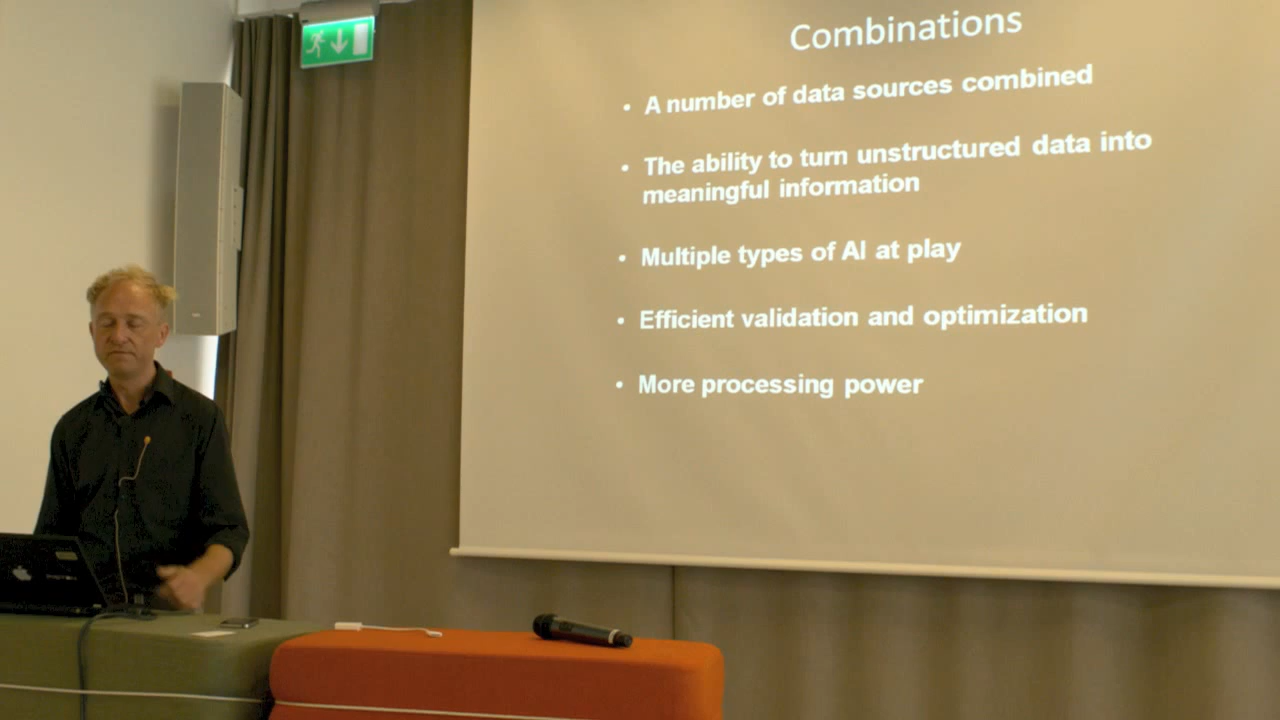 Combinations
• A number of data sources combined
• The ability to turn unstructured data into
meaningful information
• Multiple types of AI at play
• Efficient validation and optimization
• More processing power